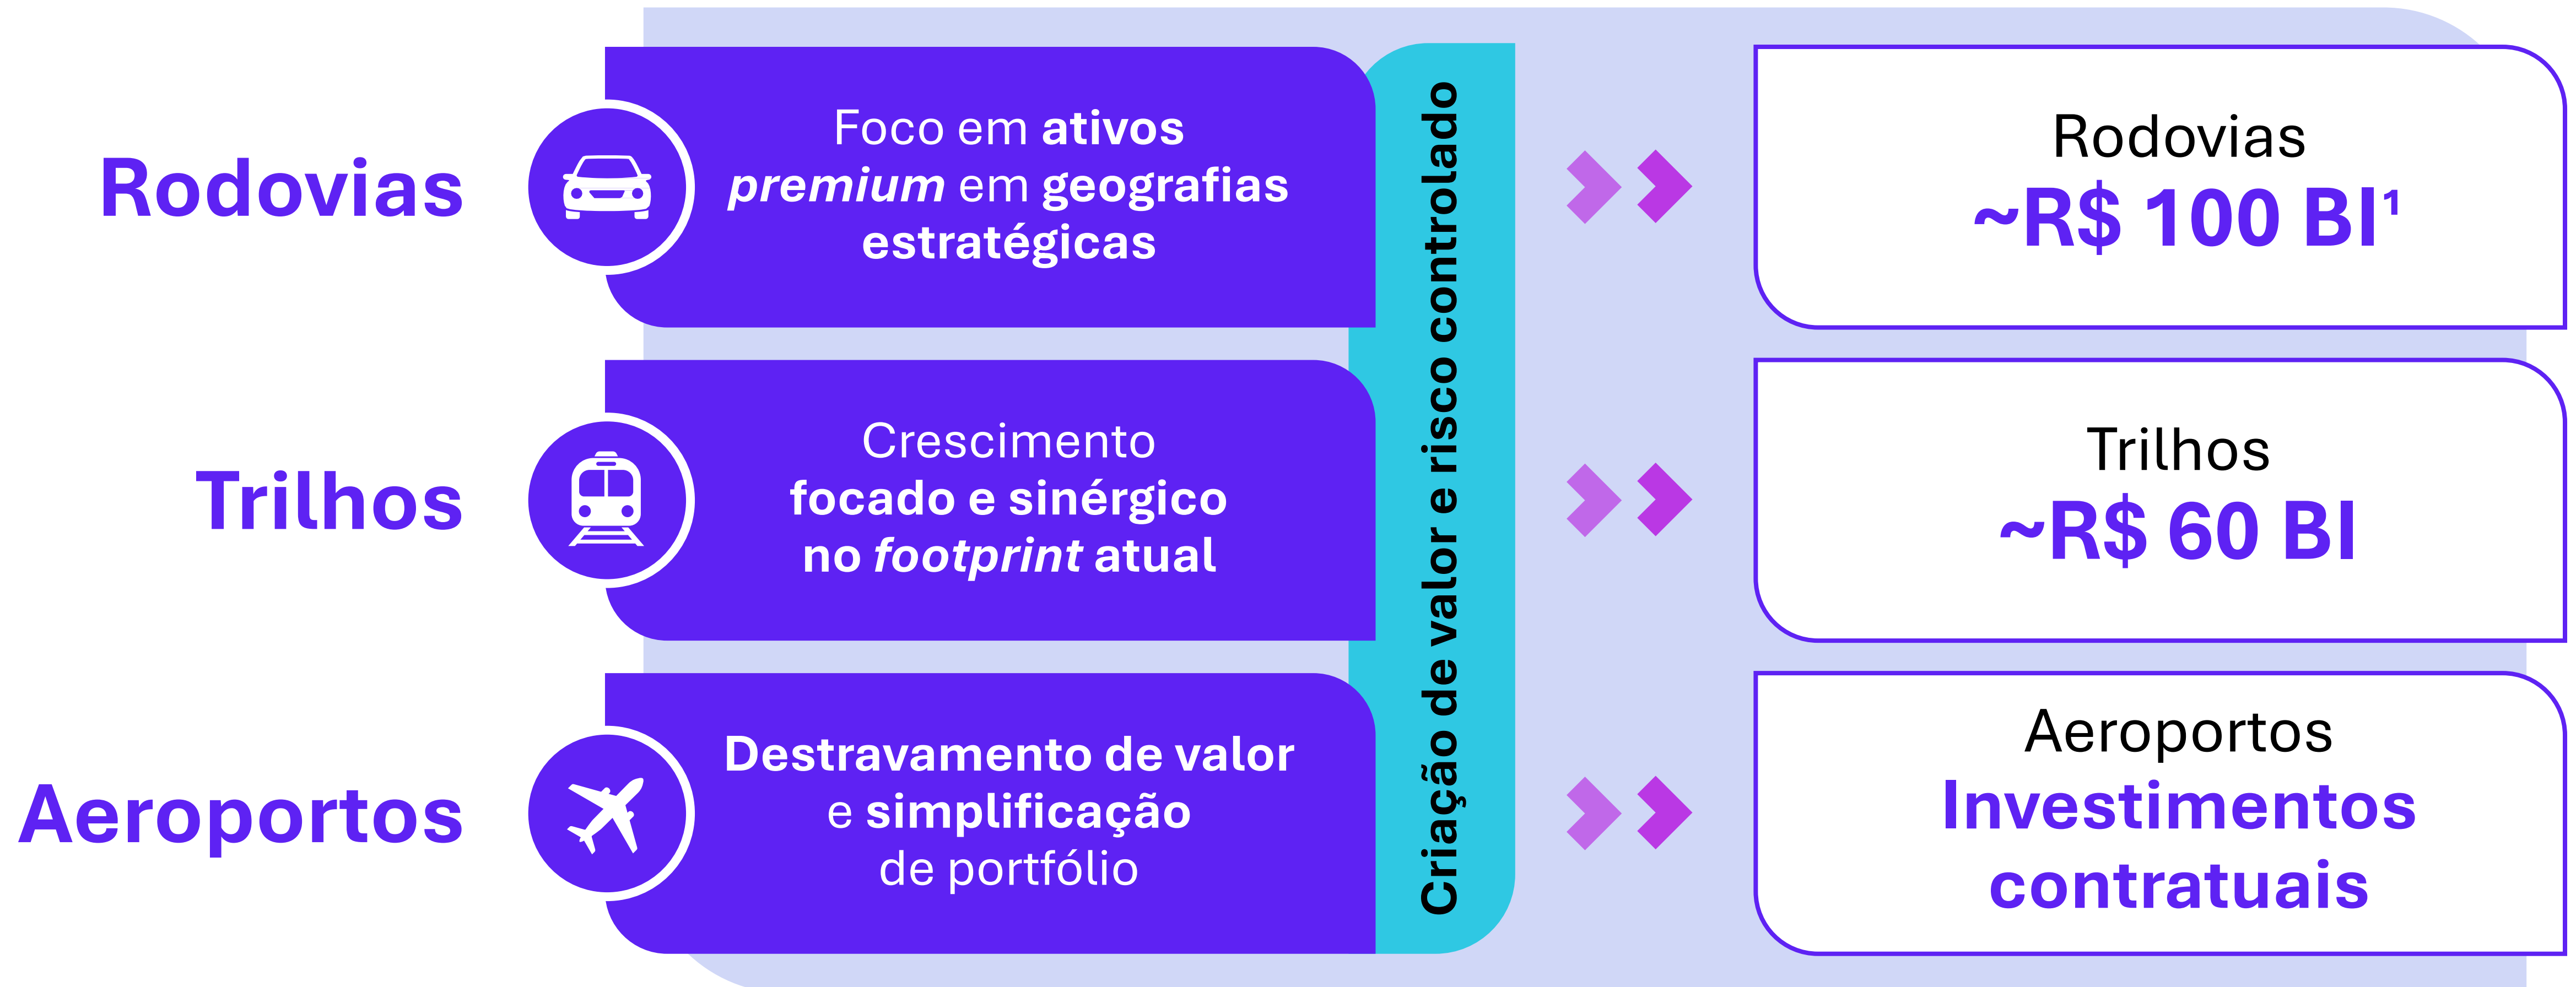 Rodovias
Foco em ativos
premium em geografias
estratégicas
Rodovias
~R$ 100 BI¹
Trilhos
Crescimento
focado e sinérgico
no footprint atual
Trilhos
~R$ 60 BI
Aeroportos
Destravamento de valor
e simplificação
de portfólio
Aeroportos
Investimentos
contratuais
Criação de valor e risco controlado